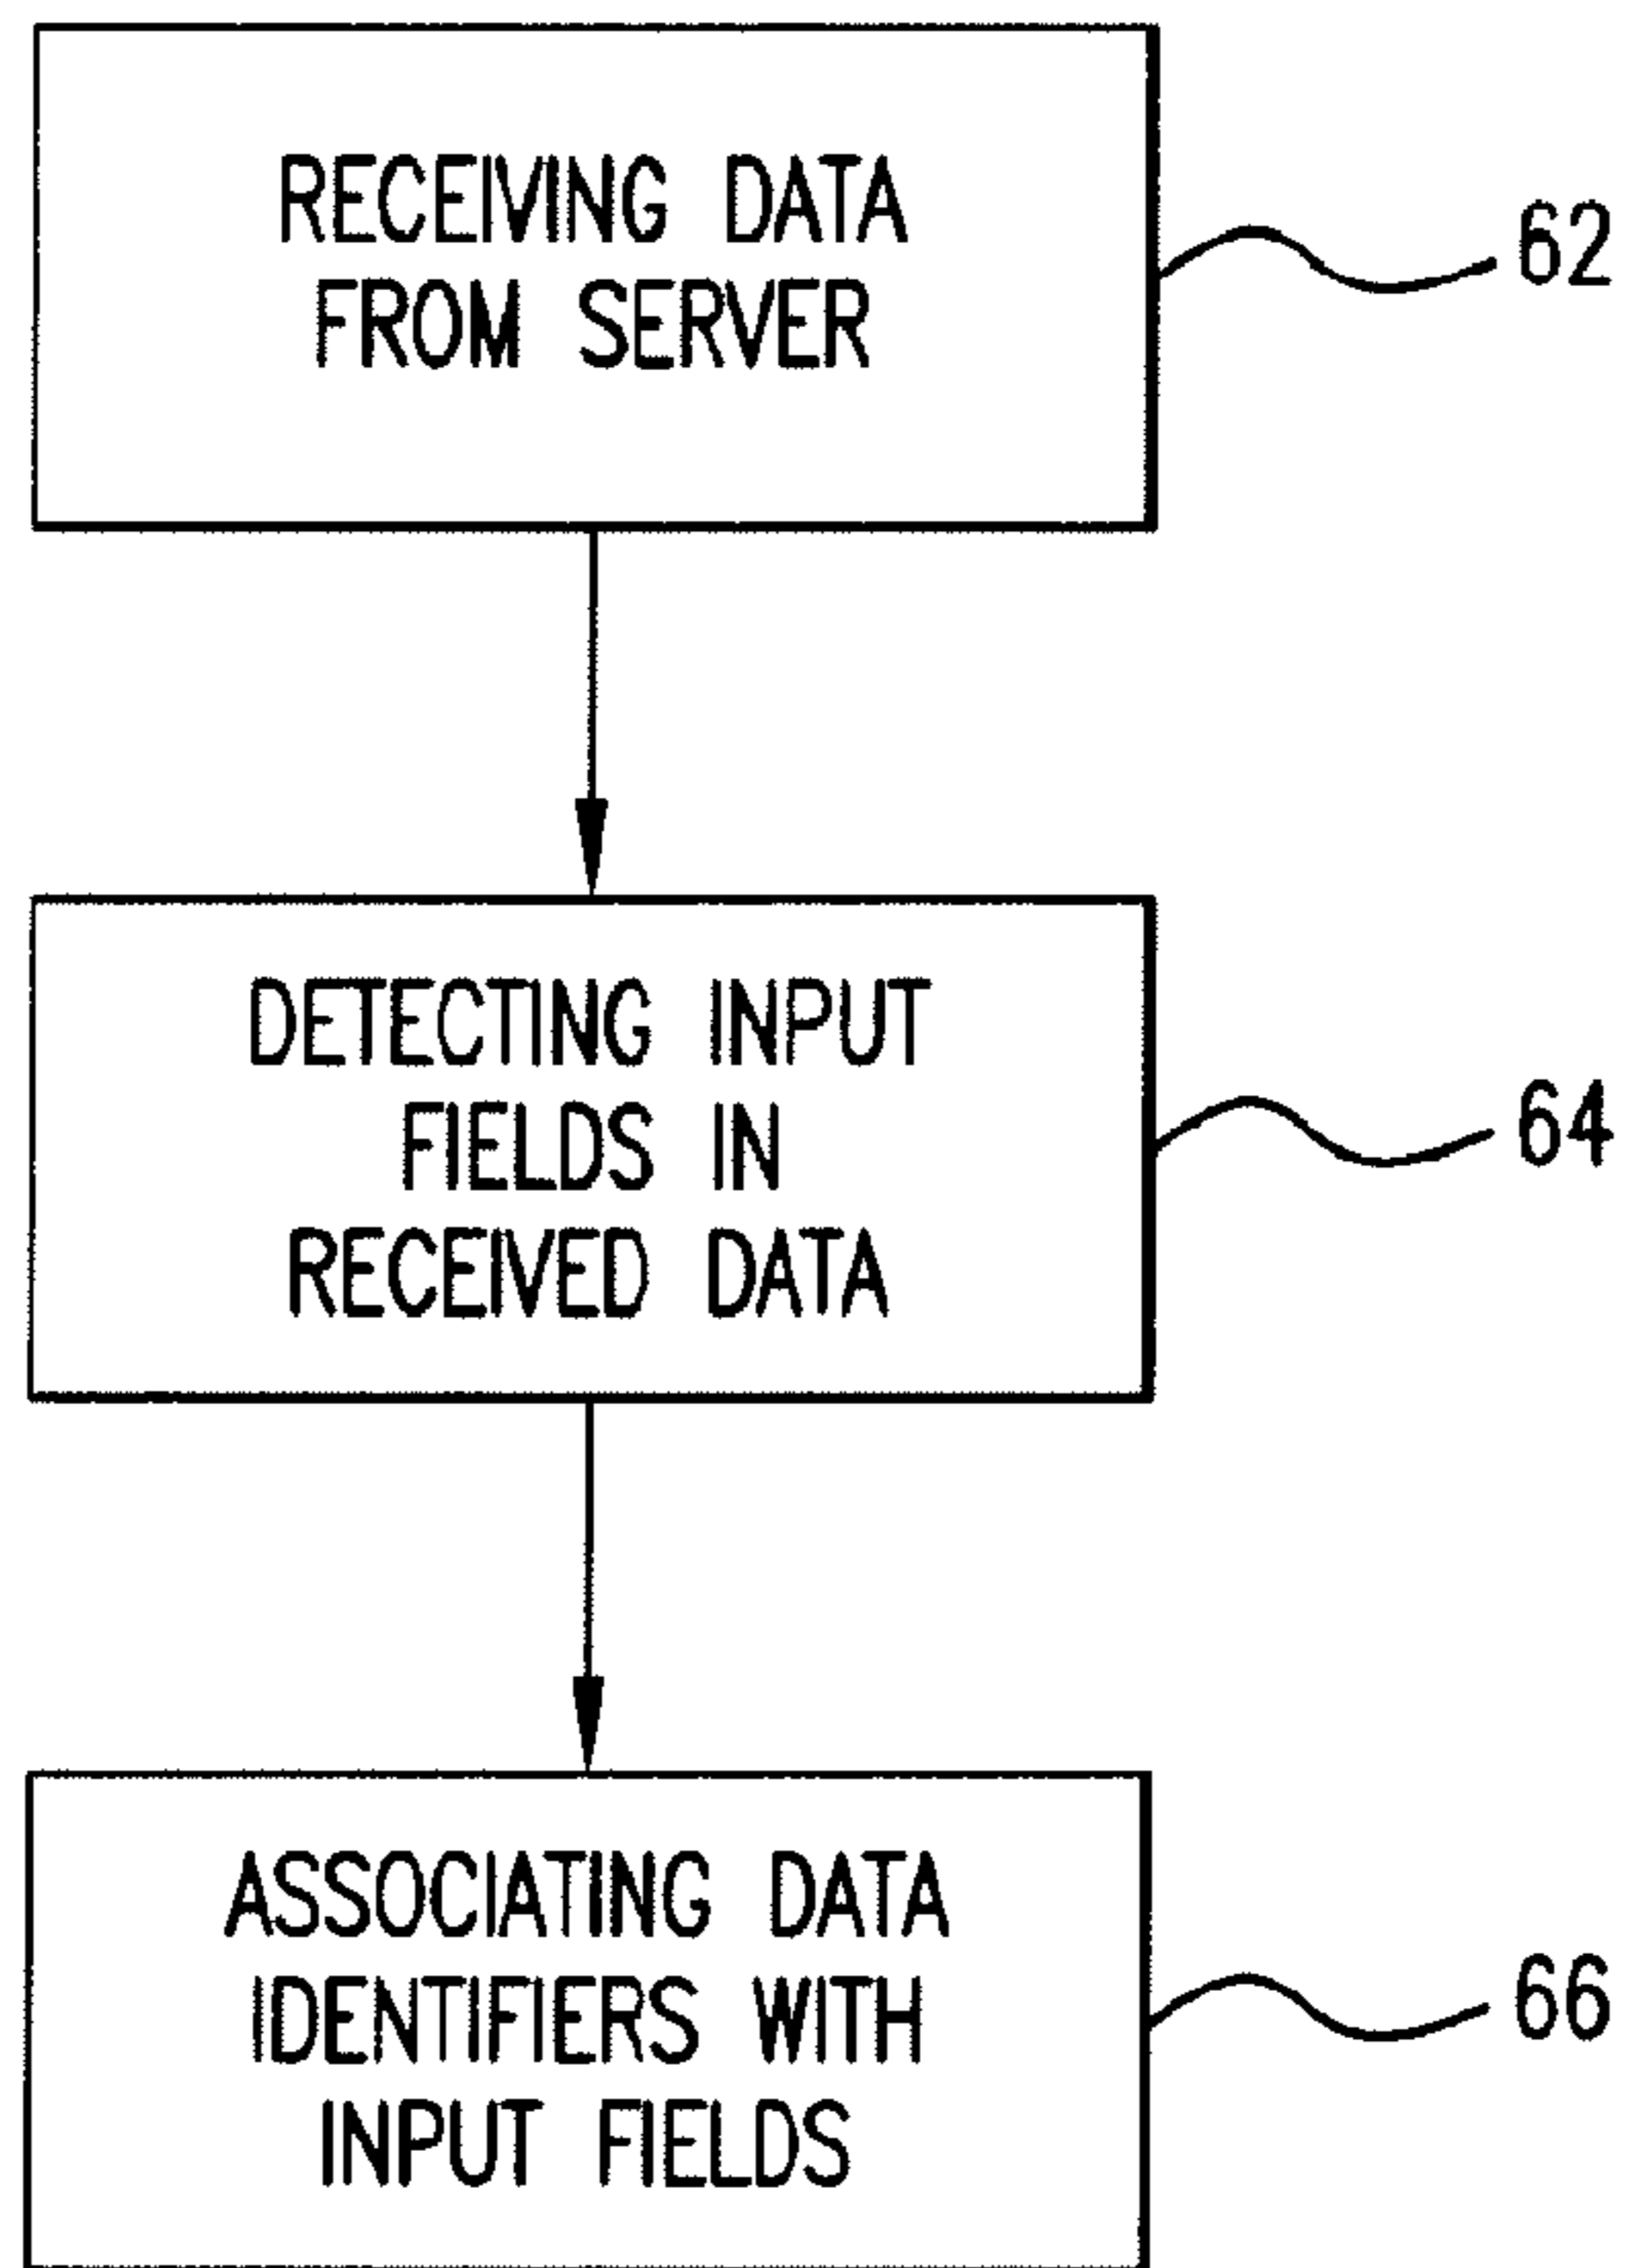 RECEIVING DATA
FROM SERVER
62
DETECTING INPUT
FIELDS IN
RECEIVED DATA
64
ASSOCIATING DATA
IDENTIFIERS WITH
INPUT FIELDS
66